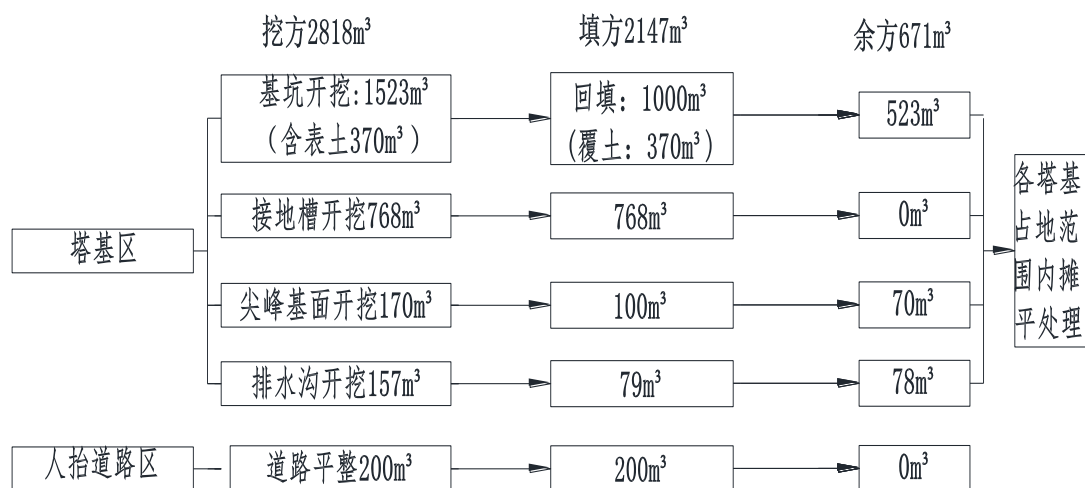 挖方2818m³
填方2147m³
余方671m³
基坑开挖:1523m³
（含表土370m³）
回填：1000m³
(覆土：370m³)
523m³
接地槽开挖768m³
768m³
0m³
塔基区
尖峰基面开挖170m³
100m³
70m³
排水沟开挖157m³
79m³
78m³
各塔基
占地范
围内摊
平处理
人抬道路区
道路平整200m³
200m³
0m³